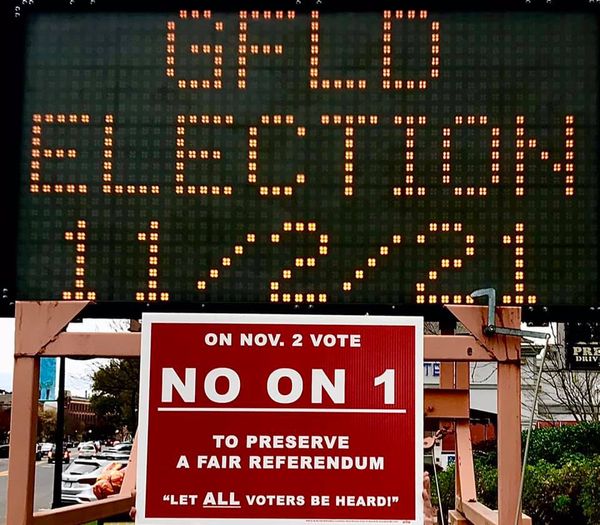 GFLD
ELECTION
11/2/21
ON NOV. 2 VOTE
NO ON 1
TO PRESERVE
A FAIR REFERENDUM
"LET ALL VOTERS BE HEARD!"